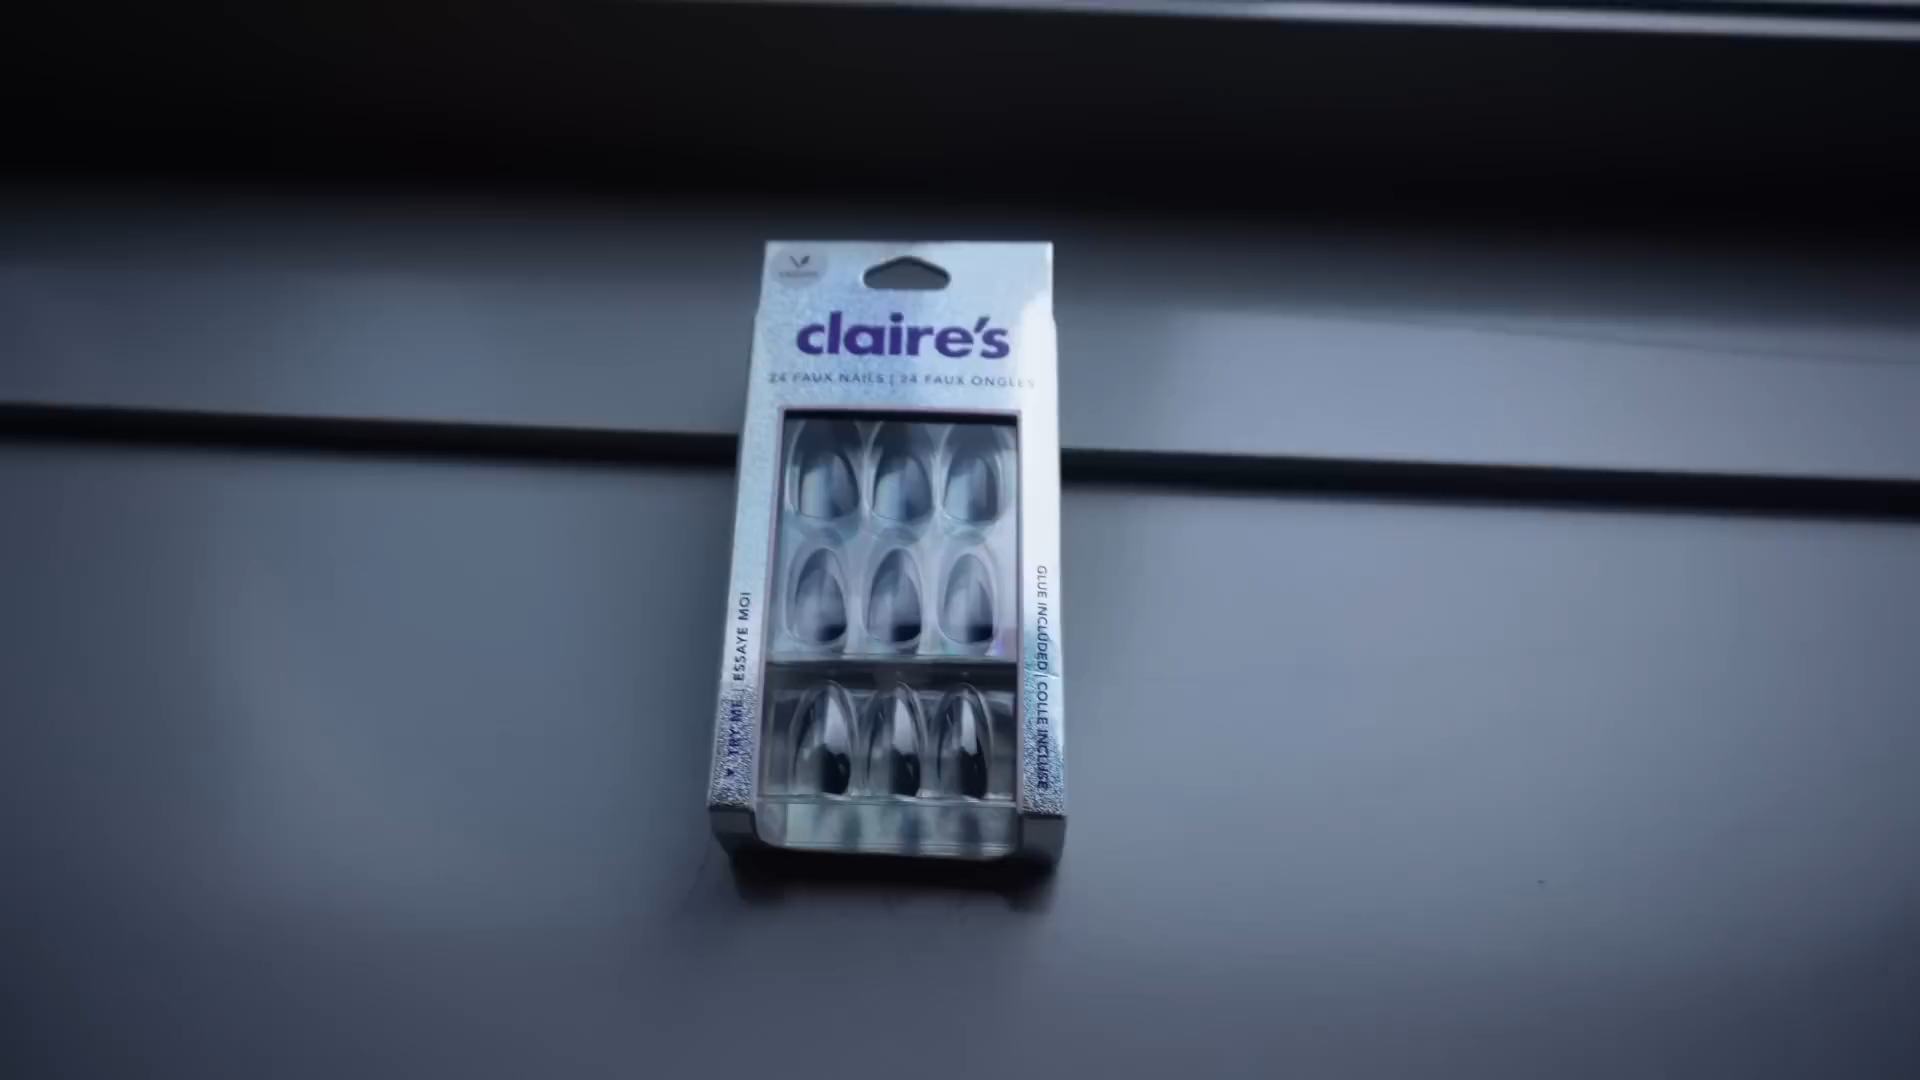 claire's
24 FAUX NAILS | 24 FAUX ONGLES
TRY ME | ESSAYE MOI
GLUE INCLUDED | COLLE INCLUSE